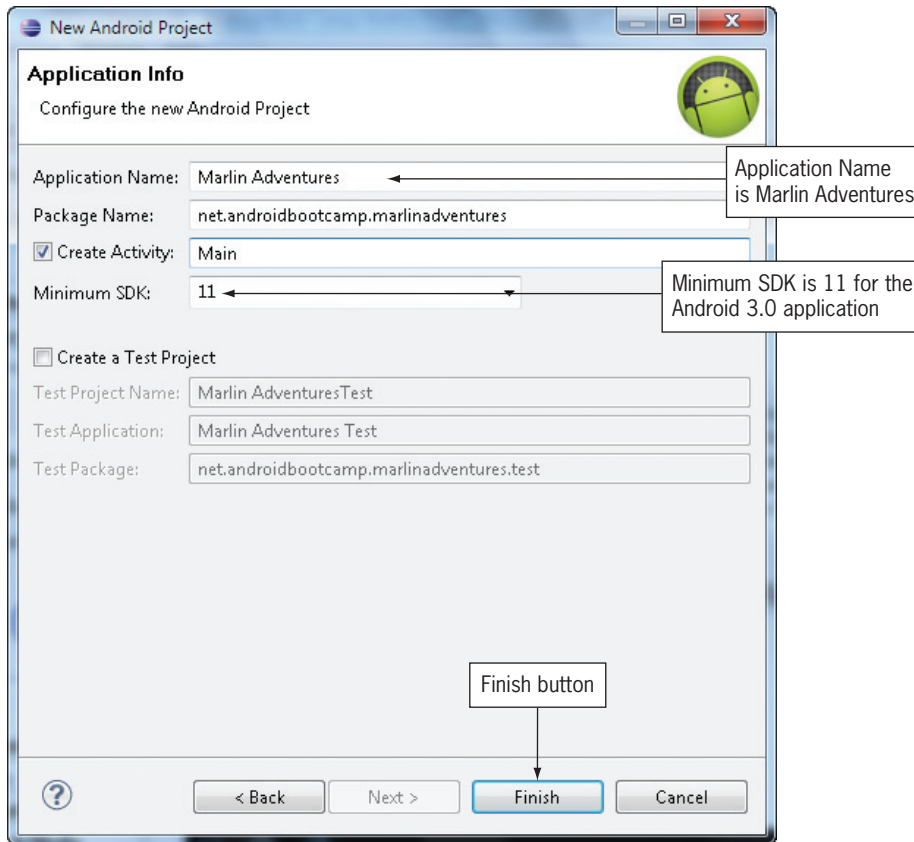 New Android Project
Application Info
Configure the new Android Project
Application Name: Marlin Adventures
Application Name
is Marlin Adventures
Package Name: net.androidbootcamp.marlinadventures
Create Activity: Main
Minimum SDK: 11
Minimum SDK is 11 for the
Android 3.0 application
Create a Test Project
Test Project Name: Marlin AdventuresTest
Test Application: Marlin Adventures Test
Test Package: net.androidbootcamp.marlinadventures.test
Finish button
? < Back Next > Finish Cancel